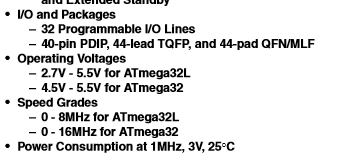 and Extended Standby
• I/O and Packages
– 32 Programmable I/O Lines
– 40-pin PDIP, 44-lead TQFP, and 44-pad QFN/MLF
• Operating Voltages
– 2.7V - 5.5V for ATmega32L
– 4.5V - 5.5V for ATmega32
• Speed Grades
– 0 - 8MHz for ATmega32L
– 0 - 16MHz for ATmega32
• Power Consumption at 1MHz, 3V, 25°C